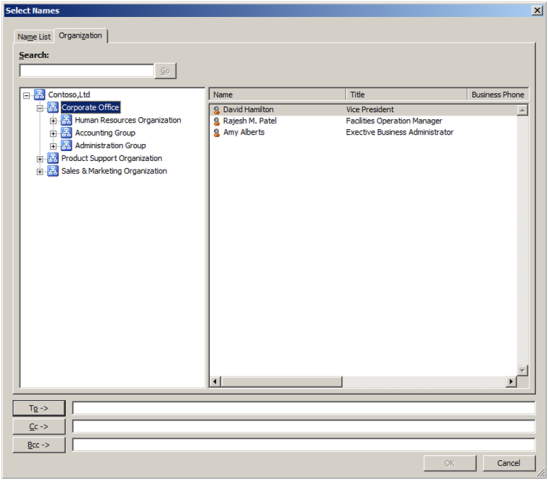 Select Names
Name List Organization
Search:
Go
Contoso,Ltd
Corporate Office
Human Resources Organization
Accounting Group
Administration Group
Product Support Organization
Sales & Marketing Organization
Name Title Business Phone
David Hamilton Vice President
Rajesh M. Patel Facilities Operation Manager
Amy Alberts Exective Business Administrator
To ->
Cc ->
Bcc ->
OK Cancel